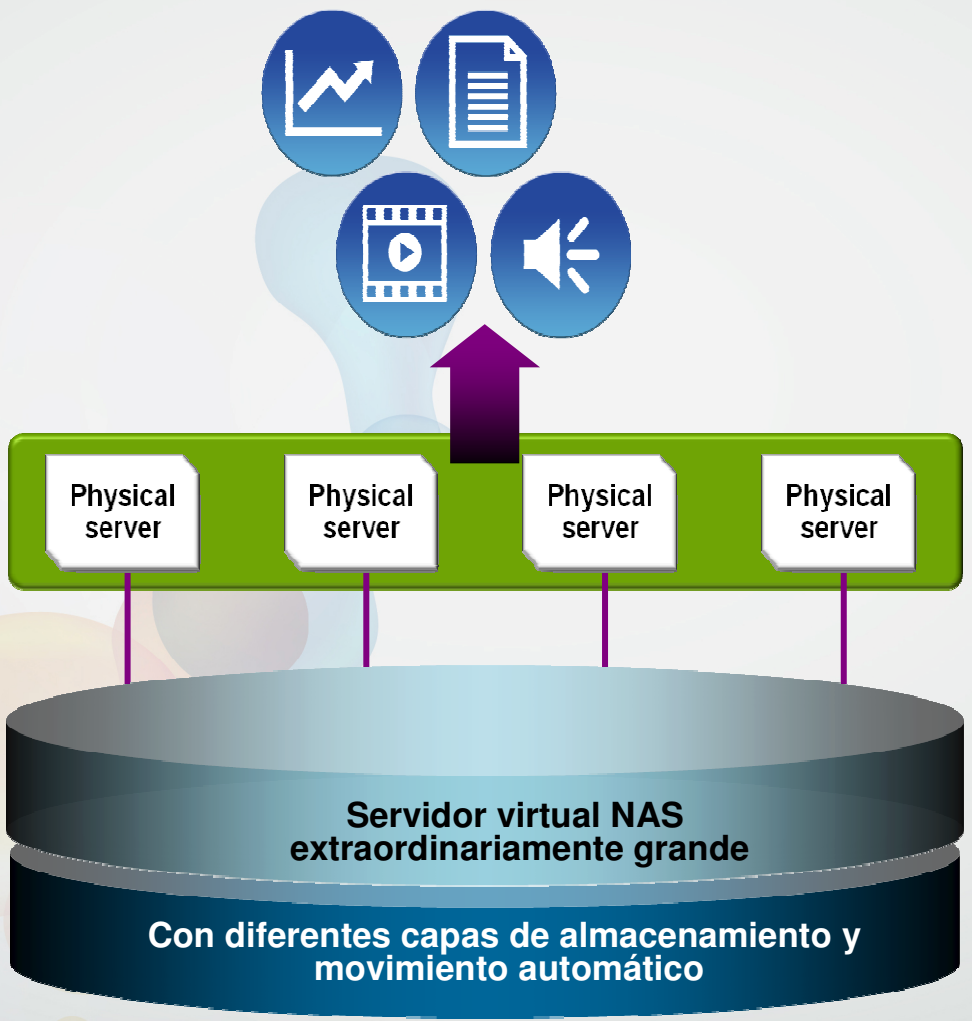 Physical
server
Physical
server
Physical
server
Physical
server
Servidor virtual NAS
extraordinariamente grande
Con diferentes capas de almacenamiento y
movimiento automático